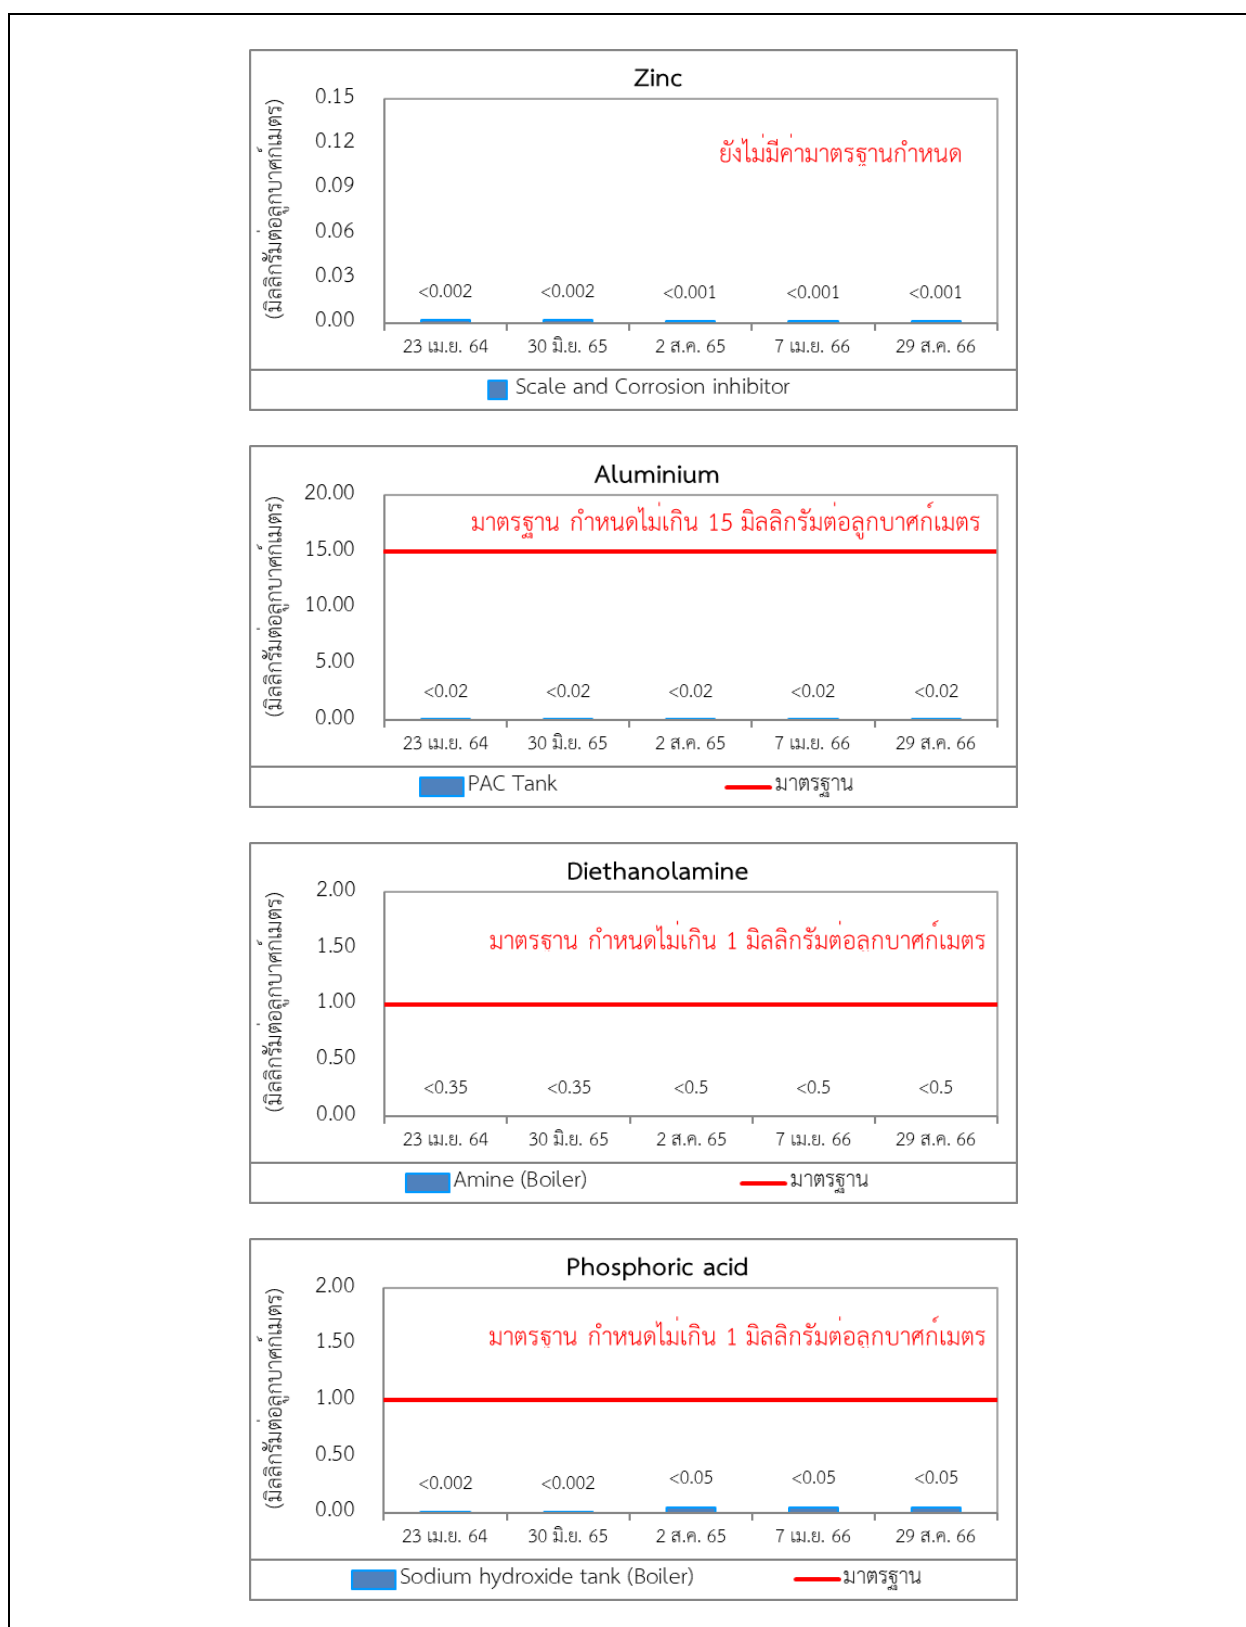 Zinc
(มิลลิกรัมต่อลูกบาศก์เมตร)
0.15
0.12
0.09
0.06
0.03
0.00
ยังไม่มีค่ามาตรฐานกำหนด
<0.002 <0.002 <0.001 <0.001 <0.001
23 เม.ย. 64 30 มิ.ย. 65 2 ส.ค. 65 7 เม.ย. 66 29 ส.ค. 66
Scale and Corrosion inhibitor
Aluminium
(มิลลิกรัมต่อลูกบาศก์เมตร)
20.00
15.00
10.00
5.00
0.00
มาตรฐาน กำหนดไม่เกิน 15 มิลลิกรัมต่อลูกบาศก์เมตร
<0.02 <0.02 <0.02 <0.02 <0.02
23 เม.ย. 64 30 มิ.ย. 65 2 ส.ค. 65 7 เม.ย. 66 29 ส.ค. 66
PAC Tank มาตรฐาน
Diethanolamine
(มิลลิกรัมต่อลูกบาศก์เมตร)
2.00
1.50
1.00
0.50
0.00
มาตรฐาน กำหนดไม่เกิน 1 มิลลิกรัมต่อลูกบาศก์เมตร
<0.35 <0.35 <0.5 <0.5 <0.5
23 เม.ย. 64 30 มิ.ย. 65 2 ส.ค. 65 7 เม.ย. 66 29 ส.ค. 66
Amine (Boiler) มาตรฐาน
Phosphoric acid
(มิลลิกรัมต่อลูกบาศก์เมตร)
2.00
1.50
1.00
0.50
0.00
มาตรฐาน กำหนดไม่เกิน 1 มิลลิกรัมต่อลูกบาศก์เมตร
<0.002 <0.002 <0.05 <0.05 <0.05
23 เม.ย. 64 30 มิ.ย. 65 2 ส.ค. 65 7 เม.ย. 66 29 ส.ค. 66
Sodium hydroxide tank (Boiler) มาตรฐาน